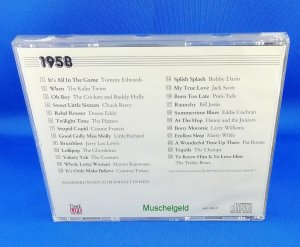 1958
It's All In The Game Tommy Edwards
When The Kalin Twins
Oh Boy The Crickets and Buddy Holly
Sweet Little Sixteen Chuck Berry
Rebel Rouser Duane Eddy
Twilight Time The Platters
Stupid Cupid Connie Francis
Good Golly Miss Molly Little Richard
Breathless Jerry Lee Lewis
Lollipop The Chordettes
Yakety Yak The Coasters
Whole Lotta Woman Marvin Rainwater
It's Only Make Believe Conway Twitty
Splish Splash Bobby Darin
My True Love Jack Scott
Born Too Late Poni-Tails
Raunchy Bill Justis
Summertime Blues Eddie Cochran
At The Hop Danny and the Juniors
Bony Moronie Larry Williams
Endless Sleep Marty Wilde
A Wonderful Time Up There Pat Boone
Tequila The Champs
To Know Him Is To Love Him
The Teddy Bears
TIME
LIFE
Muschelgeld